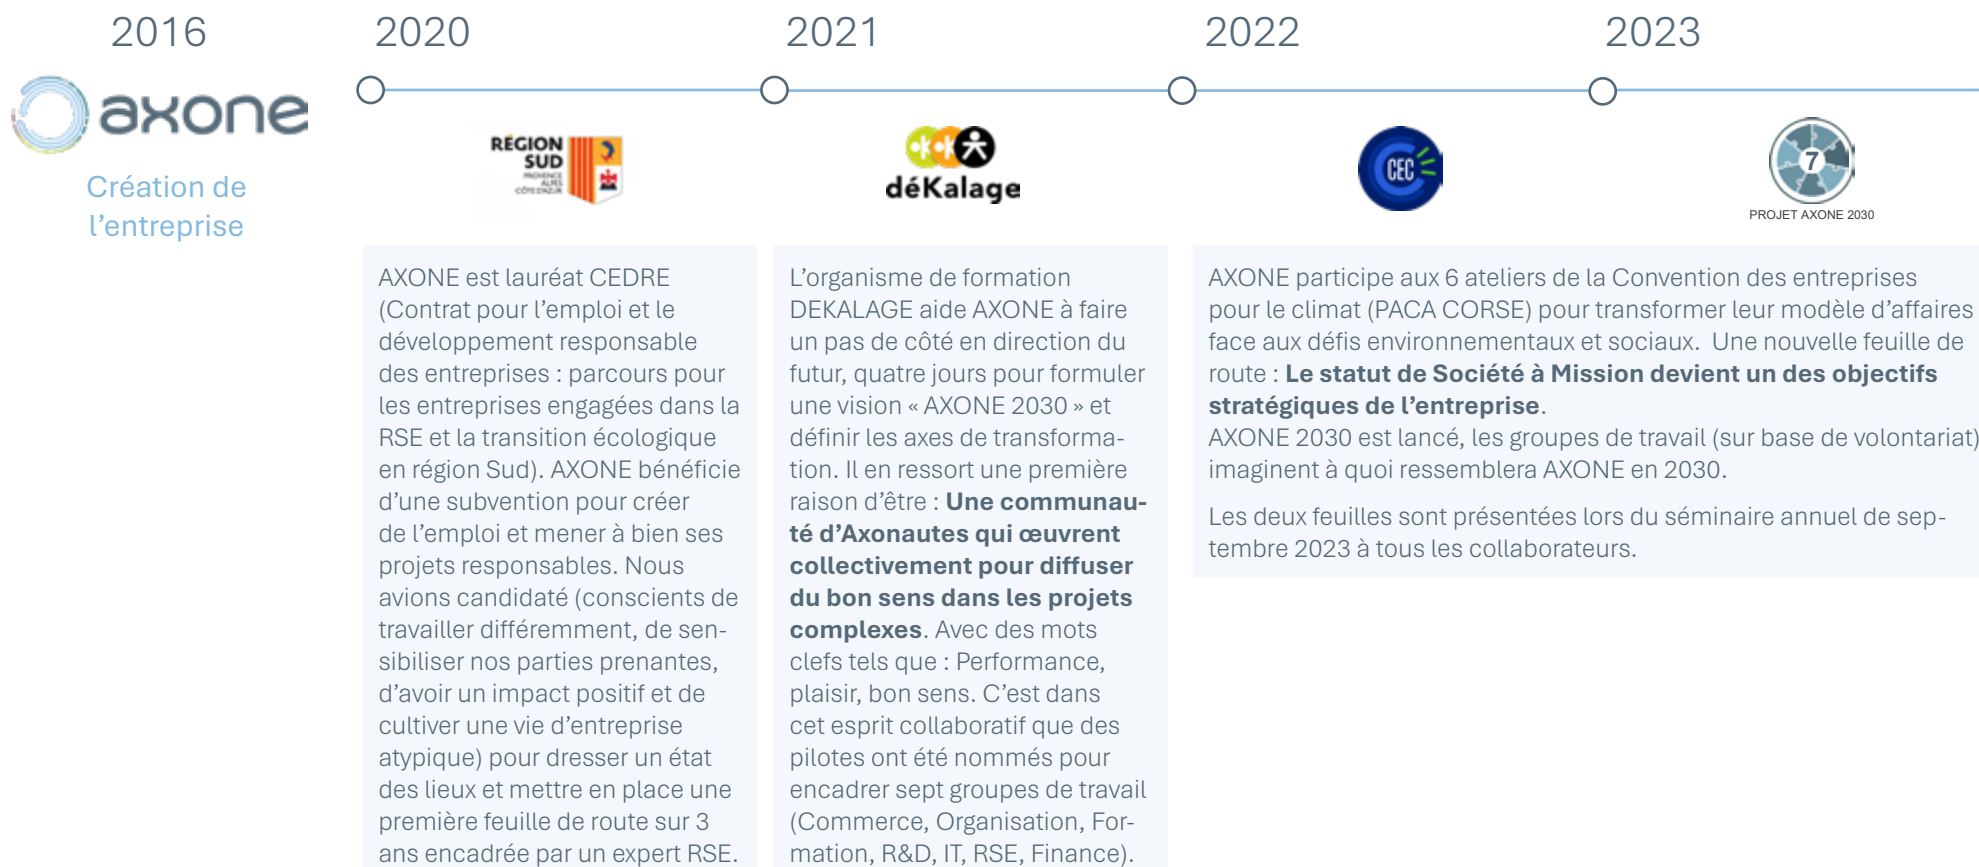 2016
axone
Création de
l’entreprise
2020
RÉGION
SUD
PROVENCE
ALPES
CÔTE D'AZUR
AXONE est lauréat CEDRE
(Contrat pour l’emploi et le
développement responsable
des entreprises : parcours pour
les entreprises engagées dans la
RSE et la transition écologique
en région Sud). AXONE bénéficie
d’une subvention pour créer
de l’emploi et mener à bien ses
projets responsables. Nous
avions candidaté (conscients de
travailler différemment, de sen-
sibiliser nos parties prenantes,
d’avoir un impact positif et de
cultiver une vie d’entreprise
atypique) pour dresser un état
des lieux et mettre en place une
première feuille de route sur 3
ans encadrée par un expert RSE.
2021
déKalage
L’organisme de formation
DEKALAGE aide AXONE à faire
un pas de côté en direction du
futur, quatre jours pour formuler
une vision « AXONE 2030 » et
définir les axes de transforma-
tion. Il en ressort une première
raison d’être : Une communau-
té d’Axonautes qui œuvrent
collectivement pour diffuser
du bon sens dans les projets
complexes. Avec des mots
clefs tels que : Performance,
plaisir, bon sens. C’est dans
cet esprit collaboratif que des
pilotes ont été nommés pour
encadrer sept groupes de travail
(Commerce, Organisation, For-
mation, R&D, IT, RSE, Finance).
2022
CEC
2023
7
PROJET AXONE 2030
AXONE participe aux 6 ateliers de la Convention des entreprises
pour le climat (PACA CORSE) pour transformer leur modèle d’affaires
face aux défis environnementaux et sociaux. Une nouvelle feuille de
route : Le statut de Société à Mission devient un des objectifs
stratégiques de l’entreprise.
AXONE 2030 est lancé, les groupes de travail (sur base de volontariat)
imaginent à quoi ressemblera AXONE en 2030.
Les deux feuilles sont présentées lors du séminaire annuel de sep-
tembre 2023 à tous les collaborateurs.